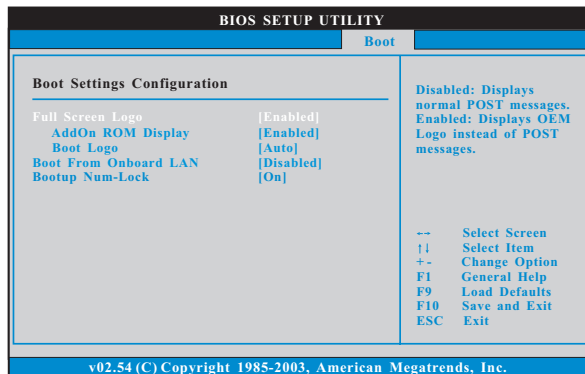 BIOS SETUP UTILITY
Boot
Boot Settings Configuration
Full Screen Logo [Enabled]
AddOn ROM Display [Enabled]
Boot Logo [Auto]
Boot From Onboard LAN [Disabled]
Bootup Num-Lock [On]
Disabled: Displays
normal POST messages.
Enabled: Displays OEM
Logo instead of POST
messages.
←→ Select Screen
↑↓ Select Item
+ - Change Option
F1 General Help
F9 Load Defaults
F10 Save and Exit
ESC Exit
v02.54 (C) Copyright 1985-2003, American Megatrends, Inc.